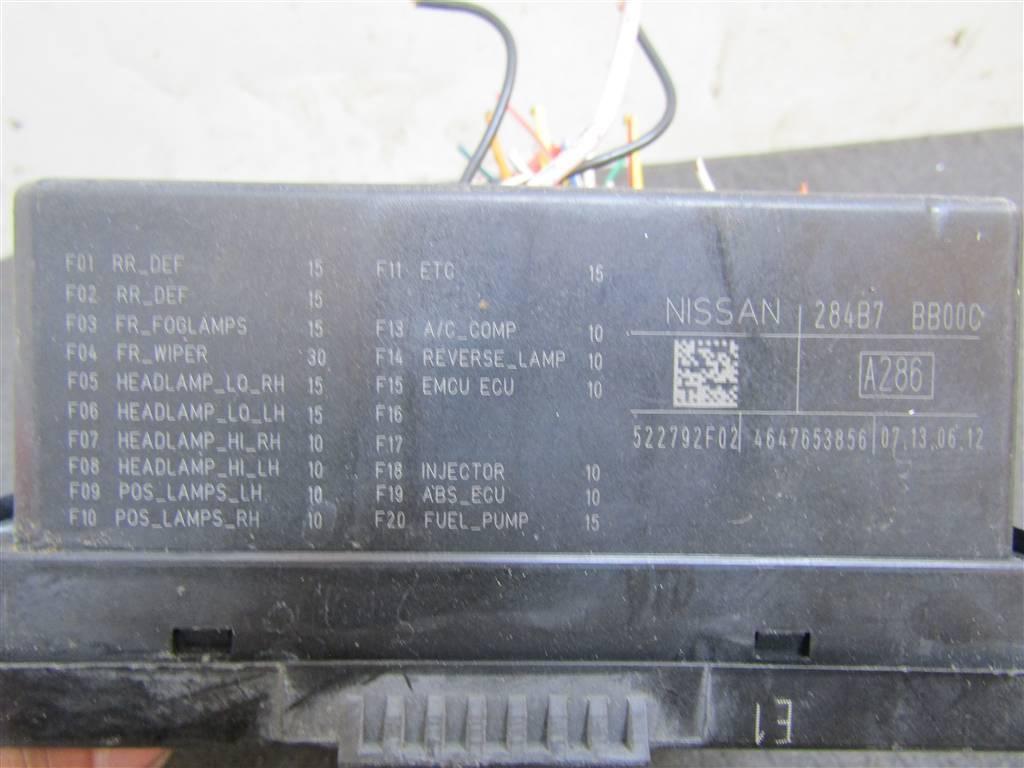 F01 RR_DEF 15
F02 RR_DEF 15
F03 FR_FOGLAMPS 15
F04 FR_WIPER 30
F05 HEADLAMP_LO_RH 15
F06 HEADLAMP_LO_LH 15
F07 HEADLAMP_HI_RH 10
F08 HEADLAMP_HI_LH 10
F09 POS_LAMPS_LH 10
F10 POS_LAMPS_RH 10
F11 ETC 15
F13 A/C_COMP 10
F14 REVERSE_LAMP 10
F15 EMCU ECU 10
F16
F17
F18 INJECTOR 10
F19 ABS_ECU 10
F20 FUEL_PUMP 15
NISSAN 284B7 BB00C
A286
522792F02 4647653856 07.13.06.12
E1